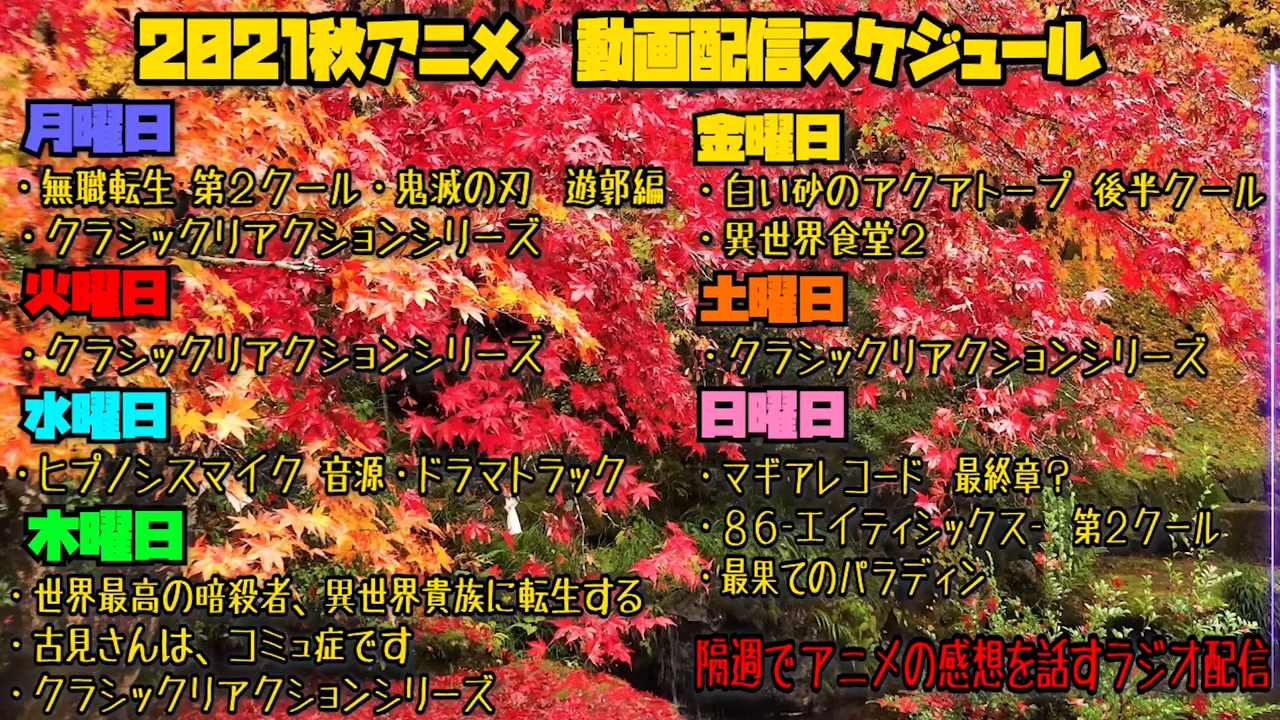 2021秋アニメ 動画配信スケジュール
月曜日
・無職転生 第２クール・鬼滅の刃 遊郭編
・クラシックリアクションシリーズ
火曜日
・クラシックリアクションシリーズ
水曜日
・ヒプノシスマイク 音源・ドラマトラック
木曜日
・世界最高の暗殺者、異世界貴族に転生する
・古見さんは、コミュ症です
・クラシックリアクションシリーズ
金曜日
・白い砂のアクアトープ 後半クール
・異世界食堂２
土曜日
・クラシックリアクションシリーズ
日曜日
・マギアレコード 最終章？
・８６-エイティシックス- 第２クール
・最果てのパラディン
隔週でアニメの感想を話すラジオ配信